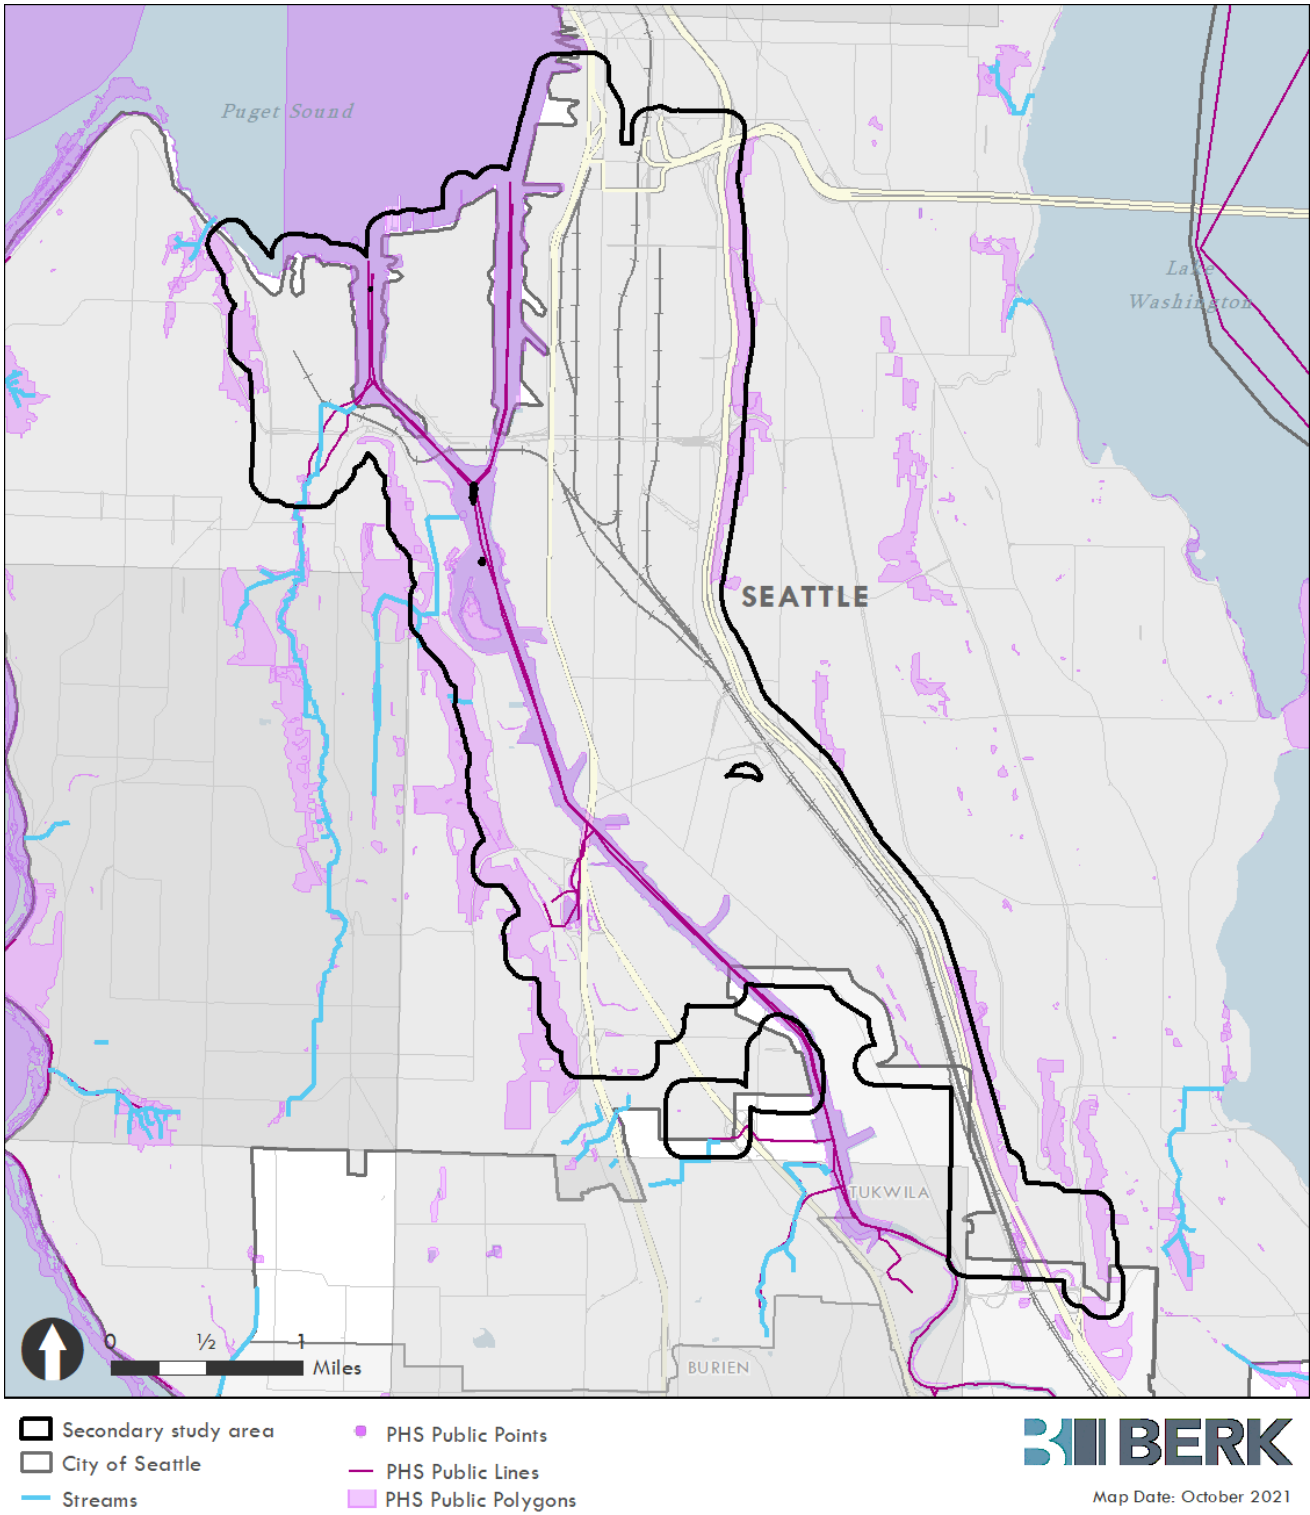 Puget Sound
Lake
Washington
SEATTLE
TUKWILA
BURIEN
0 ½ 1
Miles
Secondary study area
City of Seattle
Streams
PHS Public Points
PHS Public Lines
PHS Public Polygons
BERK
Map Date: October 2021